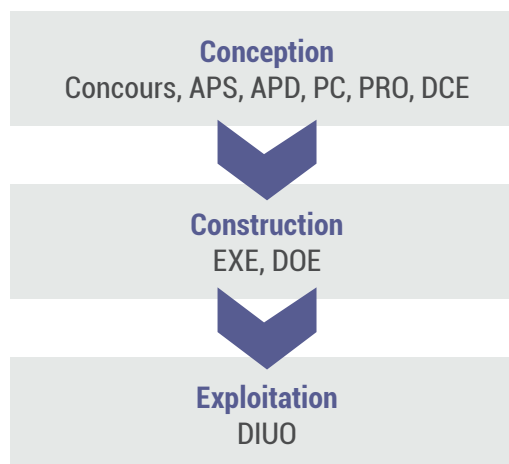 Conception
Concours, APS, APD, PC, PRO, DCE
Construction
EXE, DOE
Exploitation
DIUO